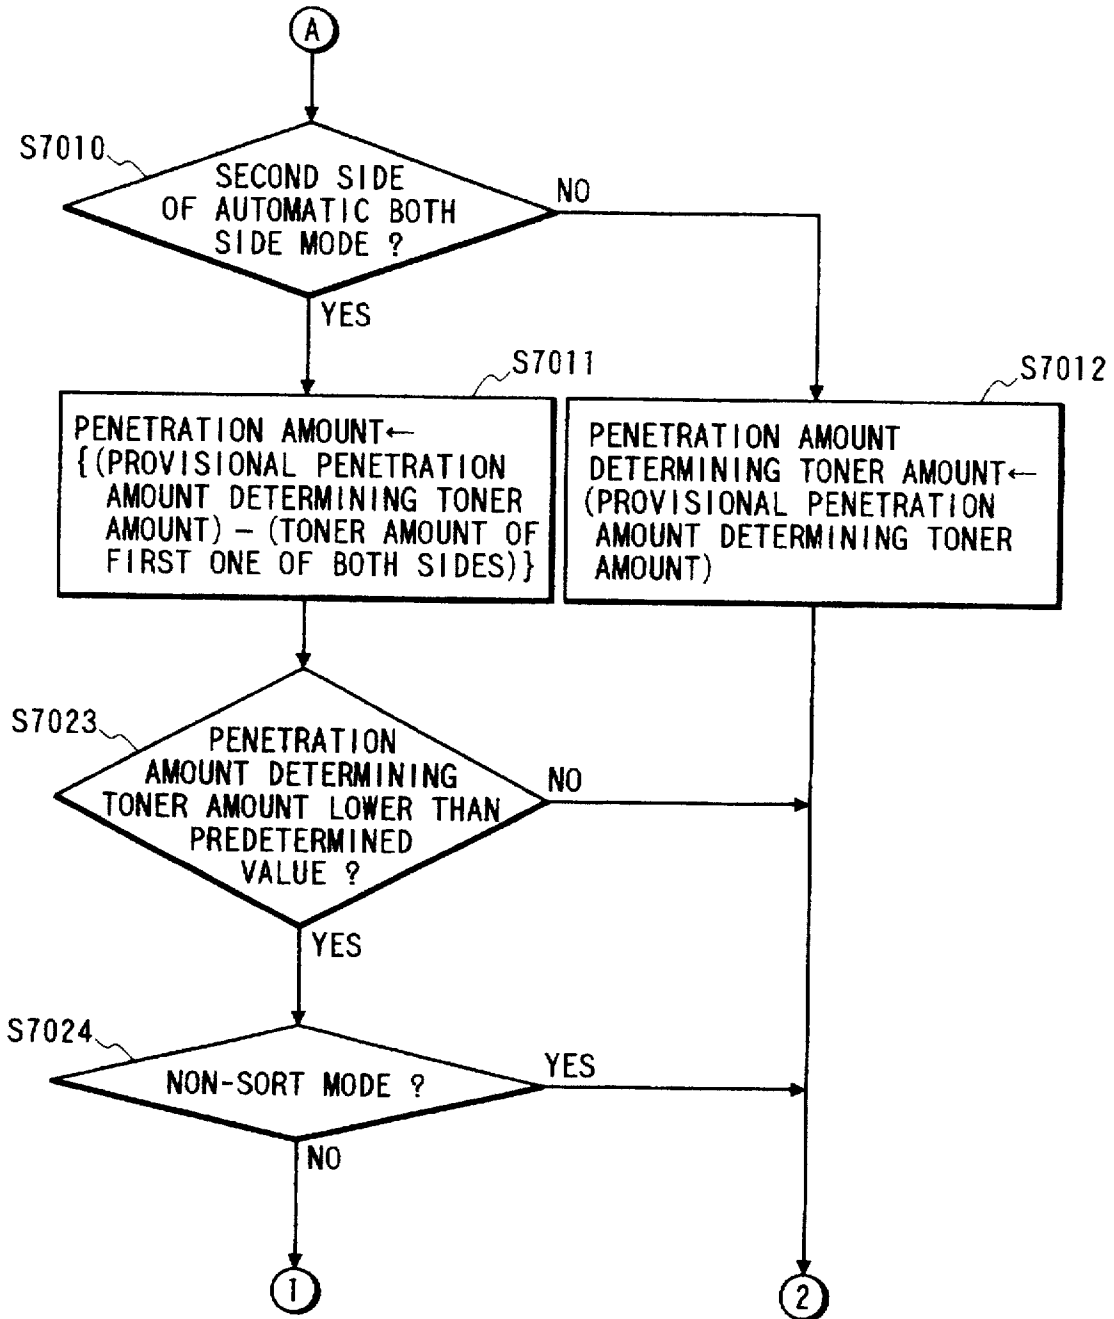 A
S7010
SECOND SIDE
OF AUTOMATIC BOTH
SIDE MODE ?
NO
YES
S7011
PENETRATION AMOUNT←
{(PROVISIONAL PENETRATION
AMOUNT DETERMINING TONER
AMOUNT) – (TONER AMOUNT OF
FIRST ONE OF BOTH SIDES)}
S7012
PENETRATION AMOUNT
DETERMINING TONER AMOUNT←
(PROVISIONAL PENETRATION
AMOUNT DETERMINING TONER
AMOUNT)
S7023
PENETRATION
AMOUNT DETERMINING
TONER AMOUNT LOWER THAN
PREDETERMINED
VALUE ?
NO
YES
S7024
NON-SORT MODE ?
YES
NO
1
2